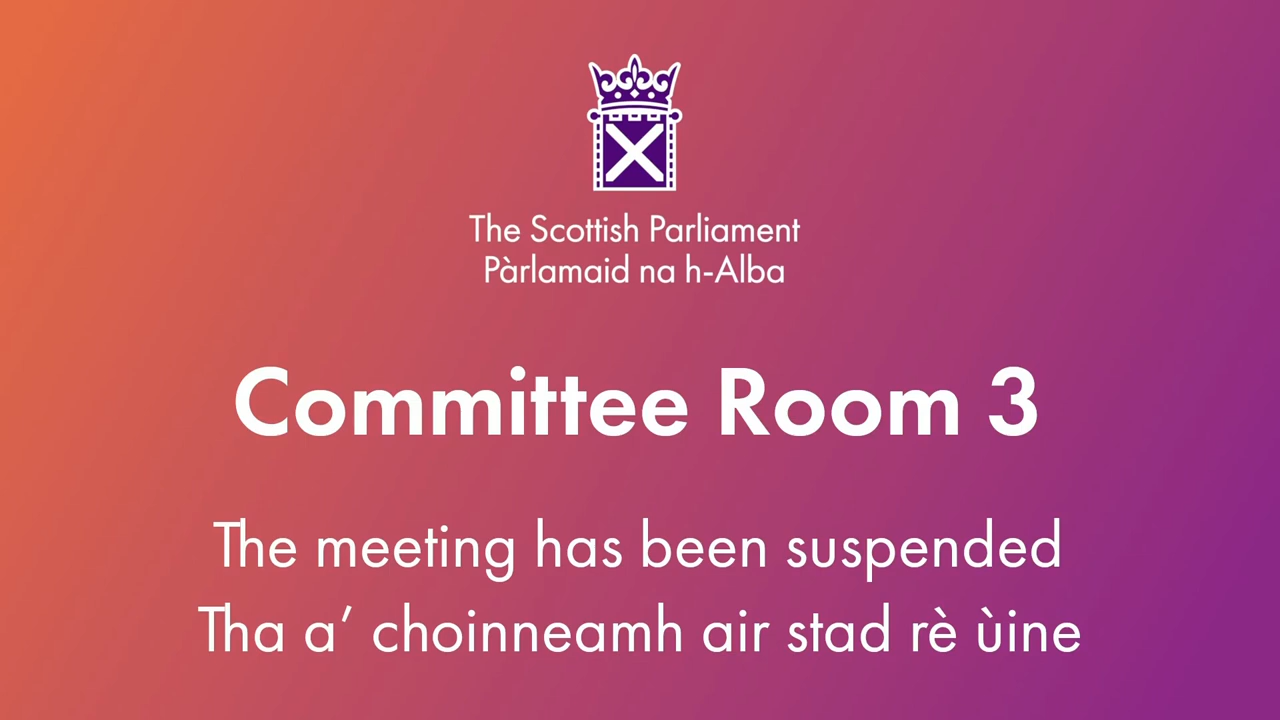 The Scottish Parliament
Pàrlamaid na h-Alba
Committee Room 3
The meeting has been suspended
Tha a’ choinneamh air stad rè ùine